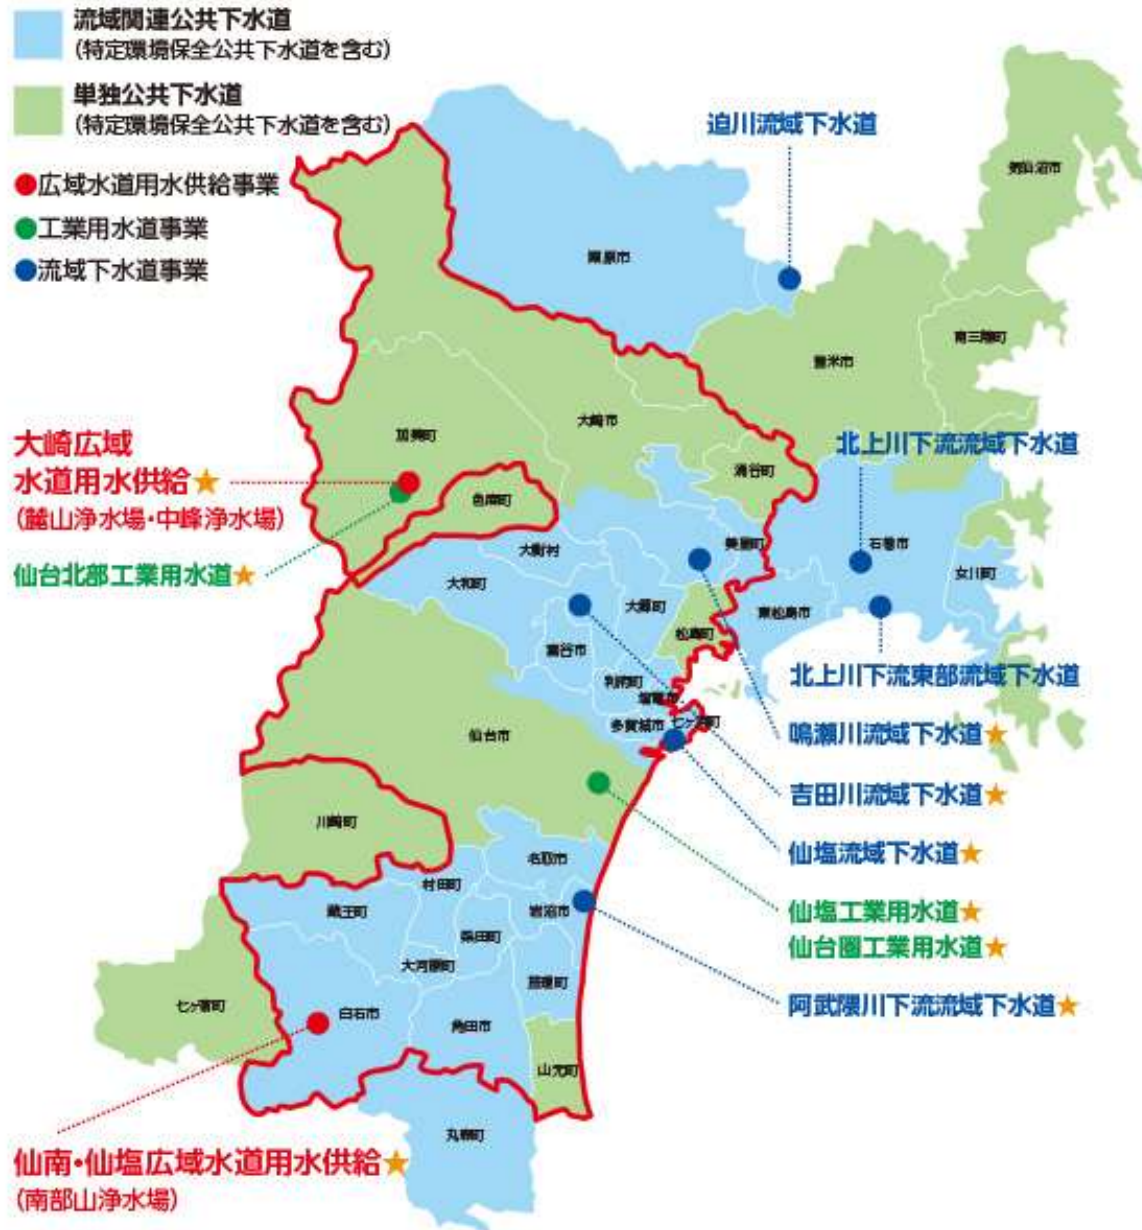 流域関連公共下水道
(特定環境保全公共下水道を含む)
単独公共下水道
(特定環境保全公共下水道を含む)
広域水道用水供給事業
工業用水道事業
流域下水道事業
迫川流域下水道
気仙沼市
栗原市
南三陸町
登米市
大崎市
加美町
北上川下流流域下水道
大崎広域
水道用水供給★
(麓山浄水場・中峰浄水場)
涌谷町
色麻町
仙台北部工業用水道★
大衡村
美里町
石巻市
女川町
大和町
大郷町
東松島市
松島町
富谷市
利府町
塩竈市
北上川下流東部流域下水道
多賀城市
七ヶ浜町
仙台市
鳴瀬川流域下水道★
吉田川流域下水道★
川崎町
仙塩流域下水道★
名取市
村田町
蔵王町
岩沼市
仙塩工業用水道★
仙台圏工業用水道★
柴田町
大河原町
亘理町
七ヶ宿町
白石市
角田市
阿武隈川下流流域下水道★
山元町
丸森町
仙南・仙塩広域水道用水供給★
(南部山浄水場)